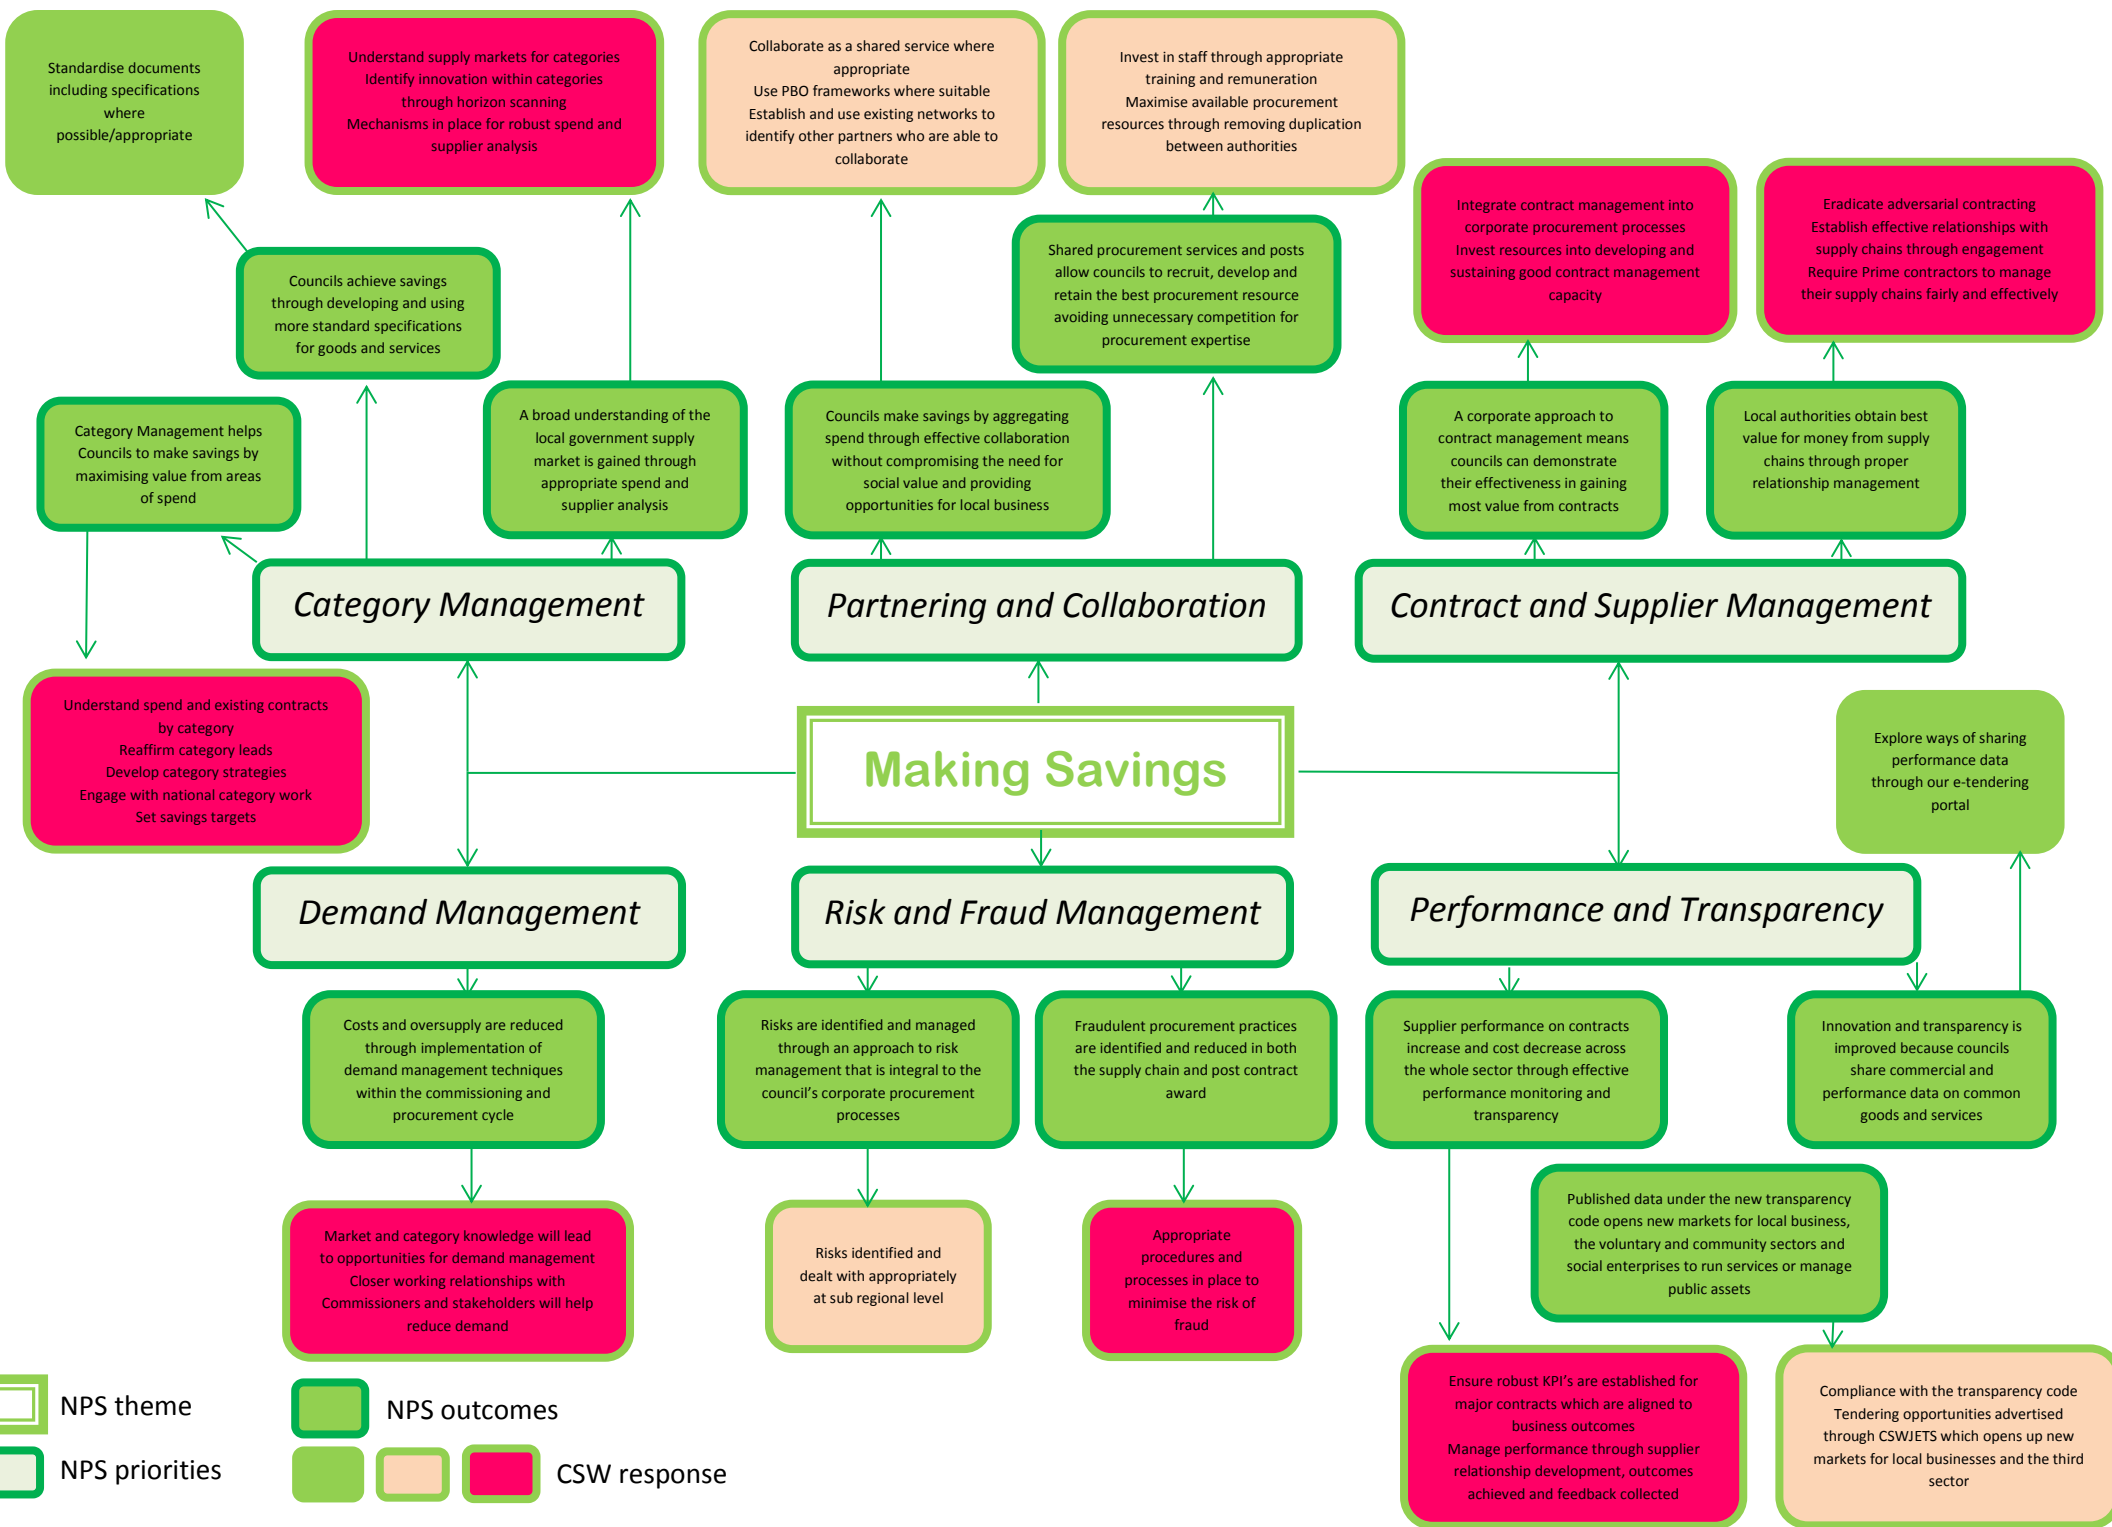 Standardise documents
including specifications
where
possible/appropriate
Understand supply markets for categories
Identify innovation within categories
through horizon scanning
Mechanisms in place for robust spend and
supplier analysis
Collaborate as a shared service where
appropriate
Use PBO frameworks where suitable
Establish and use existing networks to
identify other partners who are able to
collaborate
Invest in staff through appropriate
training and remuneration
Maximise available procurement
resources through removing duplication
between authorities
Integrate contract management into
corporate procurement processes
Invest resources into developing and
sustaining good contract management
capacity
Eradicate adversarial contracting
Establish effective relationships with
supply chains through engagement
Require Prime contractors to manage
their supply chains fairly and effectively
Councils achieve savings
through developing and using
more standard specifications
for goods and services
Shared procurement services and posts
allow councils to recruit, develop and
retain the best procurement resource
avoiding unnecessary competition for
procurement expertise
Category Management helps
Councils to make savings by
maximising value from areas
of spend
A broad understanding of the
local government supply
market is gained through
appropriate spend and
supplier analysis
Councils make savings by aggregating
spend through effective collaboration
without compromising the need for
social value and providing
opportunities for local business
A corporate approach to
contract management means
councils can demonstrate
their effectiveness in gaining
most value from contracts
Local authorities obtain best
value for money from supply
chains through proper
relationship management
Category Management
Partnering and Collaboration
Contract and Supplier Management
Understand spend and existing contracts
by category
Reaffirm category leads
Develop category strategies
Engage with national category work
Set savings targets
Making Savings
Explore ways of sharing
performance data
through our e-tendering
portal
Demand Management
Risk and Fraud Management
Performance and Transparency
Costs and oversupply are reduced
through implementation of
demand management techniques
within the commissioning and
procurement cycle
Risks are identified and managed
through an approach to risk
management that is integral to the
council's corporate procurement
processes
Fraudulent procurement practices
are identified and reduced in both
the supply chain and post contract
award
Supplier performance on contracts
increase and cost decrease across
the whole sector through effective
performance monitoring and
transparency
Innovation and transparency is
improved because councils
share commercial and
performance data on common
goods and services
Market and category knowledge will lead
to opportunities for demand management
Closer working relationships with
Commissioners and stakeholders will help
reduce demand
Risks identified and
dealt with appropriately
at sub regional level
Appropriate
procedures and
processes in place to
minimise the risk of
fraud
Published data under the new transparency
code opens new markets for local business,
the voluntary and community sectors and
social enterprises to run services or manage
public assets
Ensure robust KPI's are established for
major contracts which are aligned to
business outcomes
Manage performance through supplier
relationship development, outcomes
achieved and feedback collected
Compliance with the transparency code
Tendering opportunities advertised
through CSWJETS which opens up new
markets for local businesses and the third
sector
NPS theme
NPS outcomes
NPS priorities
CSW response